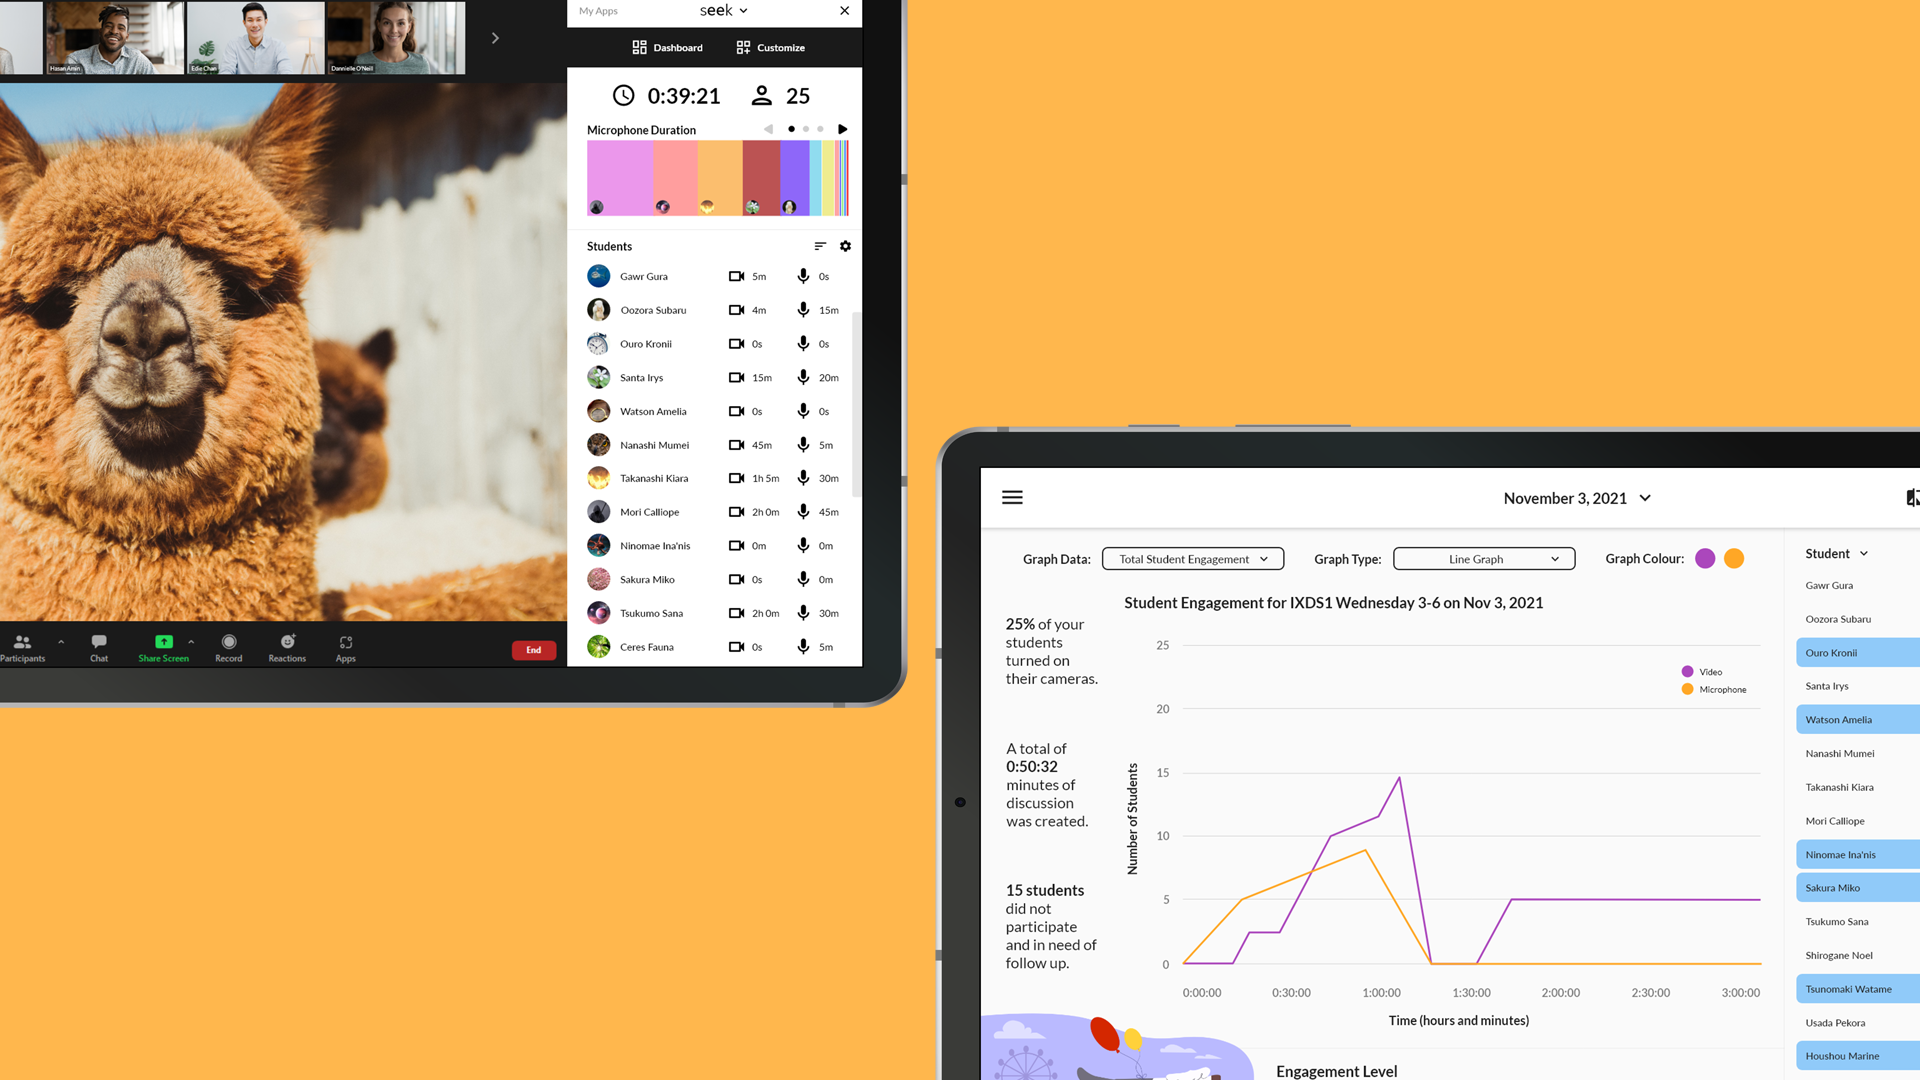 Hasan Amin
Edie Chan
Dannielle O'Neil
My Apps
seek
Dashboard
Customize
0:39:21
25
Microphone Duration
Students
Gawr Gura 5m 0s
Oozora Subaru 4m 15m
Ouro Kronii 0s 0s
Santa Irys 15m 20m
Watson Amelia 0s 0s
Nanashi Mumei 45m 5m
Takanashi Kiara 1h 5m 30m
Mori Calliope 2h 0m 45m
Ninomae Ina'nis 0m 0m
Sakura Miko 0s 0m
Tsukumo Sana 2h 0m 30m
Ceres Fauna 0s 5m
Participants
Chat
Share Screen
Record
Reactions
Apps
End
November 3, 2021
Graph Data: Total Student Engagement
Graph Type: Line Graph
Graph Colour:
Student Engagement for IXDS1 Wednesday 3-6 on Nov 3, 2021
25% of your
students
turned on
their cameras.
A total of
0:50:32
minutes of
discussion
was created.
15 students
did not
participate
and in need of
follow up.
Number of Students
25
20
15
10
5
0
Video
Microphone
0:00:00 0:30:00 1:00:00 1:30:00 2:00:00 2:30:00 3:00:00
Time (hours and minutes)
Engagement Level
Student
Gawr Gura
Oozora Subaru
Ouro Kronii
Santa Irys
Watson Amelia
Nanashi Mumei
Takanashi Kiara
Mori Calliope
Ninomae Ina'nis
Sakura Miko
Tsukumo Sana
Shirogane Noel
Tsunomaki Watame
Usada Pekora
Houshou Marine